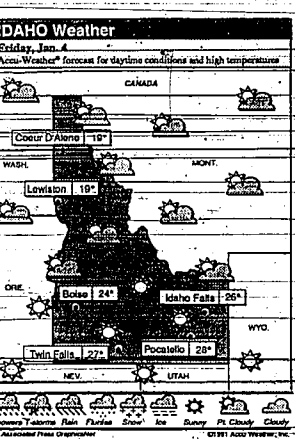 IDAHO Weather
Friday, Jan. 4
Accu-Weather® forecast for daytime conditions and high temperatures
CANADA
Coeur D'Alene 19°
WASH.
MONT.
Lewiston 19°
ORE.
Boise 24°
Idaho Falls 26°
WYO.
Twin Falls 27°
Pocatello 28°
NEV.
UTAH
Showers T-storms Rain Flurries Snow Ice Sunny Pt. Cloudy Cloudy
Associated Press GraphicsNet
©1991 Accu-Weather, Inc.